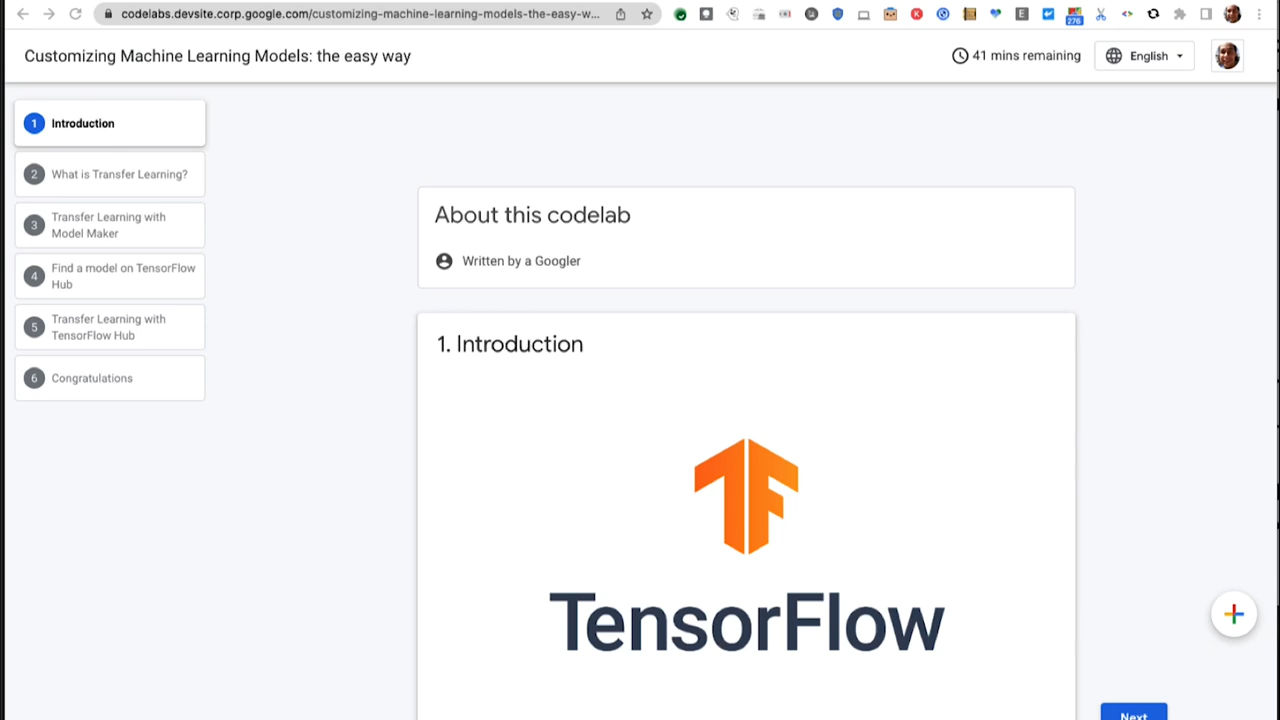 codelabs.devsite.corp.google.com/customizing-machine-learning-models-the-easy-w...
276
Customizing Machine Learning Models: the easy way
41 mins remaining
English
1 Introduction
2 What is Transfer Learning?
3 Transfer Learning with
Model Maker
4 Find a model on TensorFlow
Hub
5 Transfer Learning with
TensorFlow Hub
6 Congratulations
About this codelab
Written by a Googler
1. Introduction
TensorFlow
Next